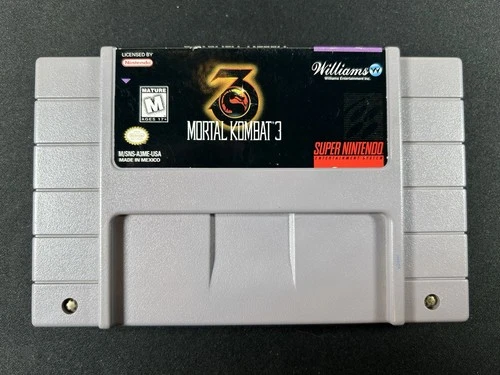 LICENSED BY
Nintendo
MATURE
M
AGES 17+
M/SNS-A3ME-USA
MADE IN MEXICO
3
MORTAL KOMBAT 3
Williams
Williams Entertainment Inc.
SUPER NINTENDO
ENTERTAINMENT SYSTEM